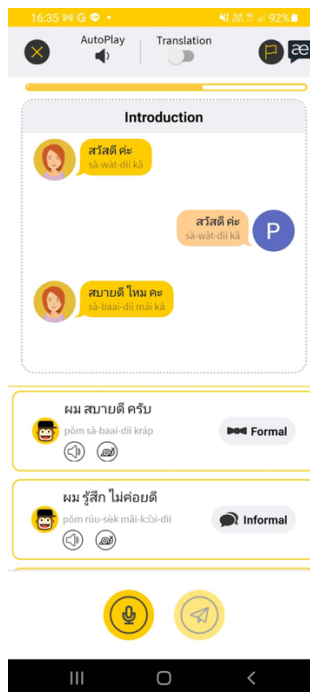 16:35
92%
AutoPlay
Translation
æ
Introduction
สวัสดี ค่ะ
sà-wàt-dii kâ
สวัสดี ค่ะ
sà-wàt-dii kâ
P
สบายดี ไหม คะ
sà-baai-dii mái ká
ผม สบายดี ครับ
pǒm sà-baai-dii kráp
Formal
ผม รู้สึก ไม่ค่อยดี
pǒm rúu-sʉ̀k mâi-kɔ̂i-dii
Informal